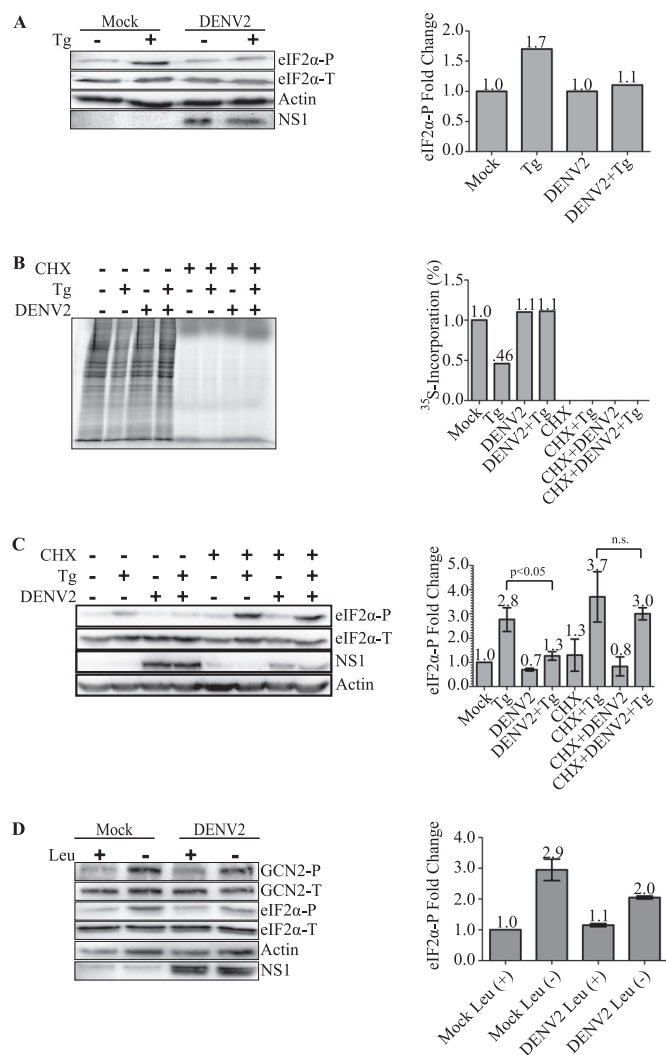 A
Mock DENV2
Tg - + - +
eIF2α-P
eIF2α-T
Actin
NS1
eIF2α-P Fold Change
2.0
1.5
1.0
0.5
0.0
1.0 1.7 1.0 1.1
Mock Tg DENV2 DENV2+Tg
B
CHX - - - - + + + +
Tg - + - + - + - +
DENV2 - - + + - - + +
35S-Incorporation (%)
1.5
1.0
0.5
0.0
1.0 .46 1.1 1.1
Mock Tg DENV2 DENV2+Tg CHX CHX+Tg CHX+DENV2 CHX+DENV2+Tg
C
CHX - - - - + + + +
Tg - + - + - + - +
DENV2 - - + + - - + +
eIF2α-P
eIF2α-T
NS1
Actin
eIF2α-P Fold Change
5.0
4.0
3.0
2.0
1.0
0.0
p<0.05
n.s.
1.0 2.8 0.7 1.3 1.3 3.7 0.8 3.0
Mock Tg DENV2 DENV2+Tg CHX CHX+Tg CHX+DENV2 CHX+DENV2+Tg
D
Mock DENV2
Leu + - + -
GCN2-P
GCN2-T
eIF2α-P
eIF2α-T
Actin
NS1
eIF2α-P Fold Change
4.0
3.0
2.0
1.0
0.0
1.0 2.9 1.1 2.0
Mock Leu (+) Mock Leu (-) DENV2 Leu (+) DENV2 Leu (-)